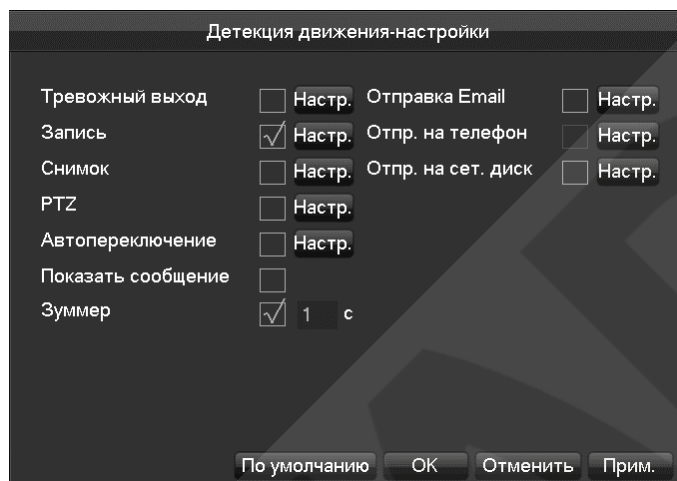 Детекция движения-настройки
Тревожный выход Настр. Отправка Email Настр.
Запись Настр. Отпр. на телефон Настр.
Снимок Настр. Отпр. на сет. диск Настр.
PTZ Настр.
Автопереключение Настр.
Показать сообщение
Зуммер 1 с
По умолчанию OK Отменить Прим.